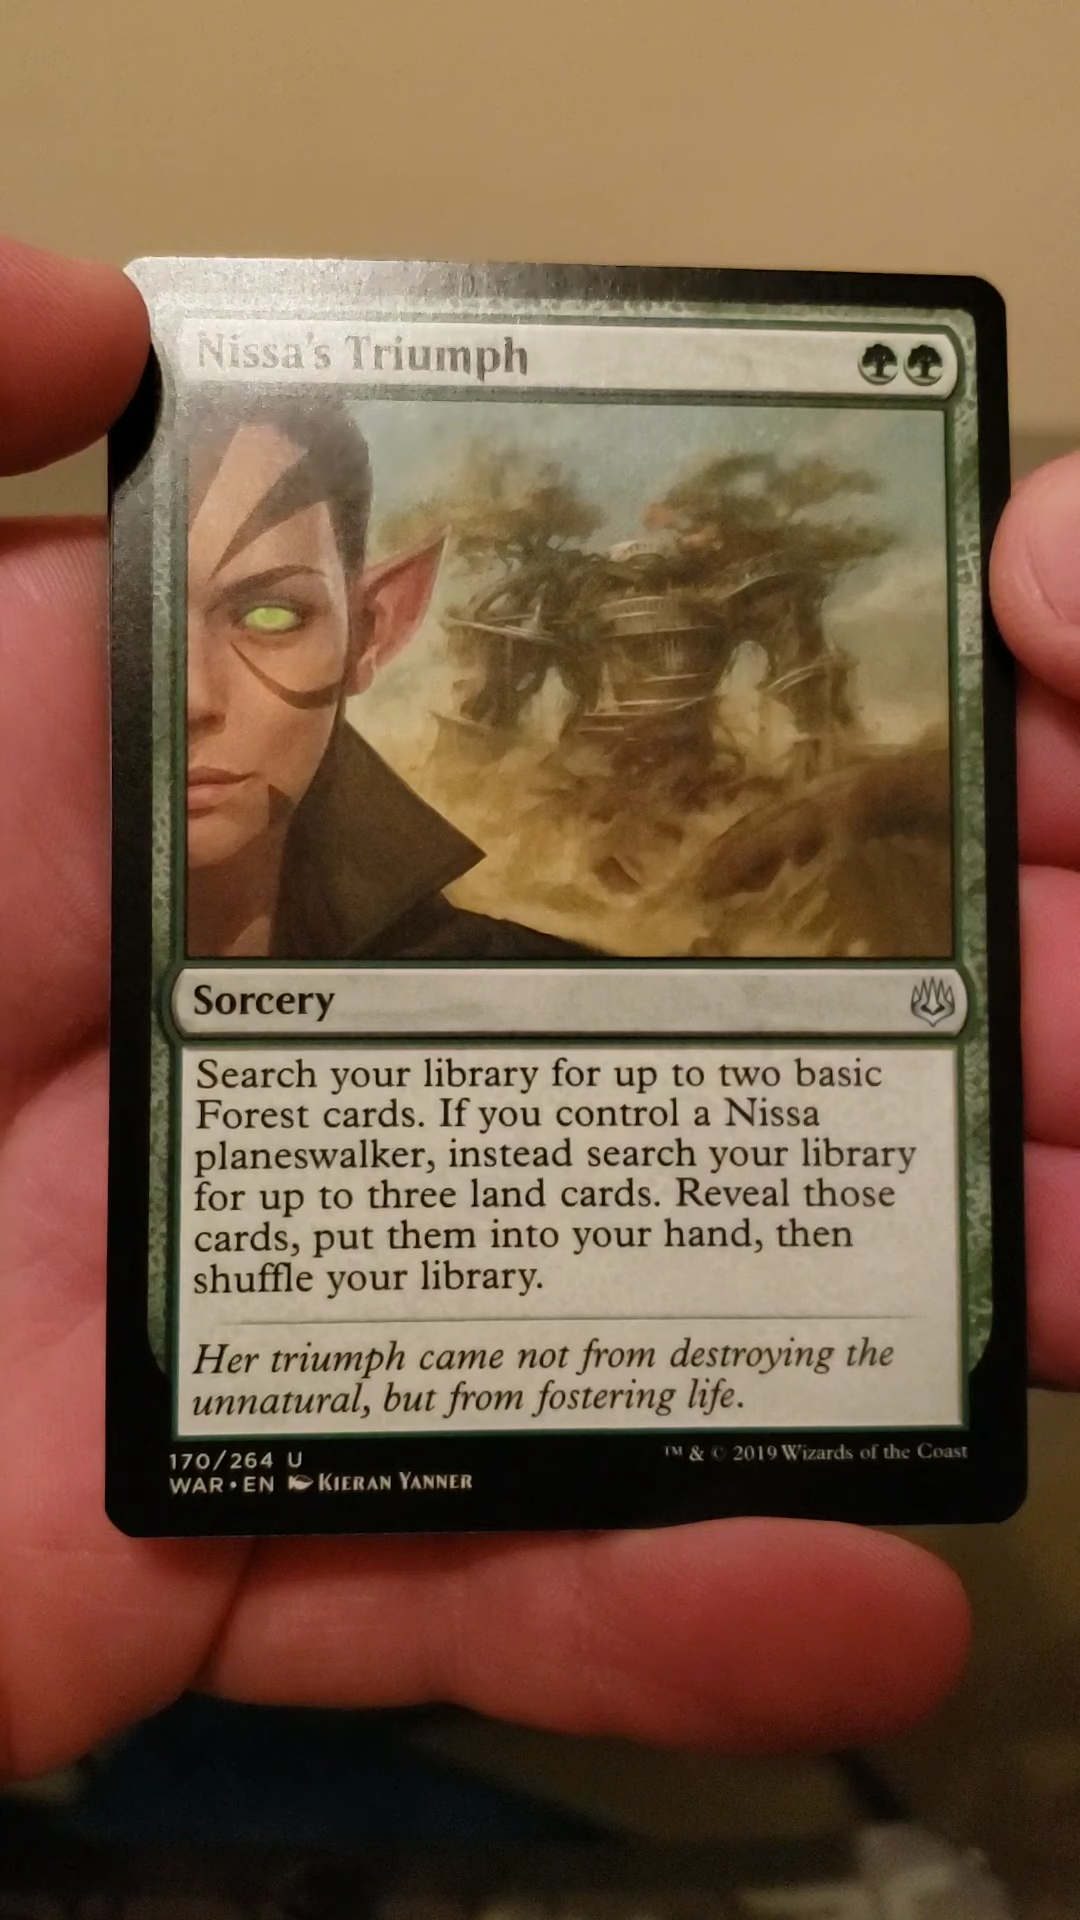 Nissa's Triumph
Sorcery
Search your library for up to two basic
Forest cards. If you control a Nissa
planeswalker, instead search your library
for up to three land cards. Reveal those
cards, put them into your hand, then
shuffle your library.
Her triumph came not from destroying the
unnatural, but from fostering life.
170/264 U
™ & © 2019 Wizards of the Coast
WAR • EN KIERAN YANNER